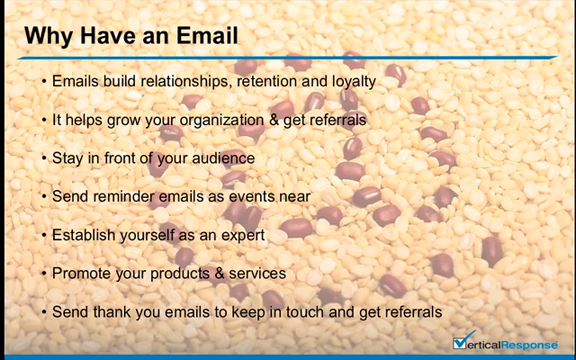 Why Have an Email
• Emails build relationships, retention and loyalty
• It helps grow your organization & get referrals
• Stay in front of your audience
• Send reminder emails as events near
• Establish yourself as an expert
• Promote your products & services
• Send thank you emails to keep in touch and get referrals
VerticalResponse